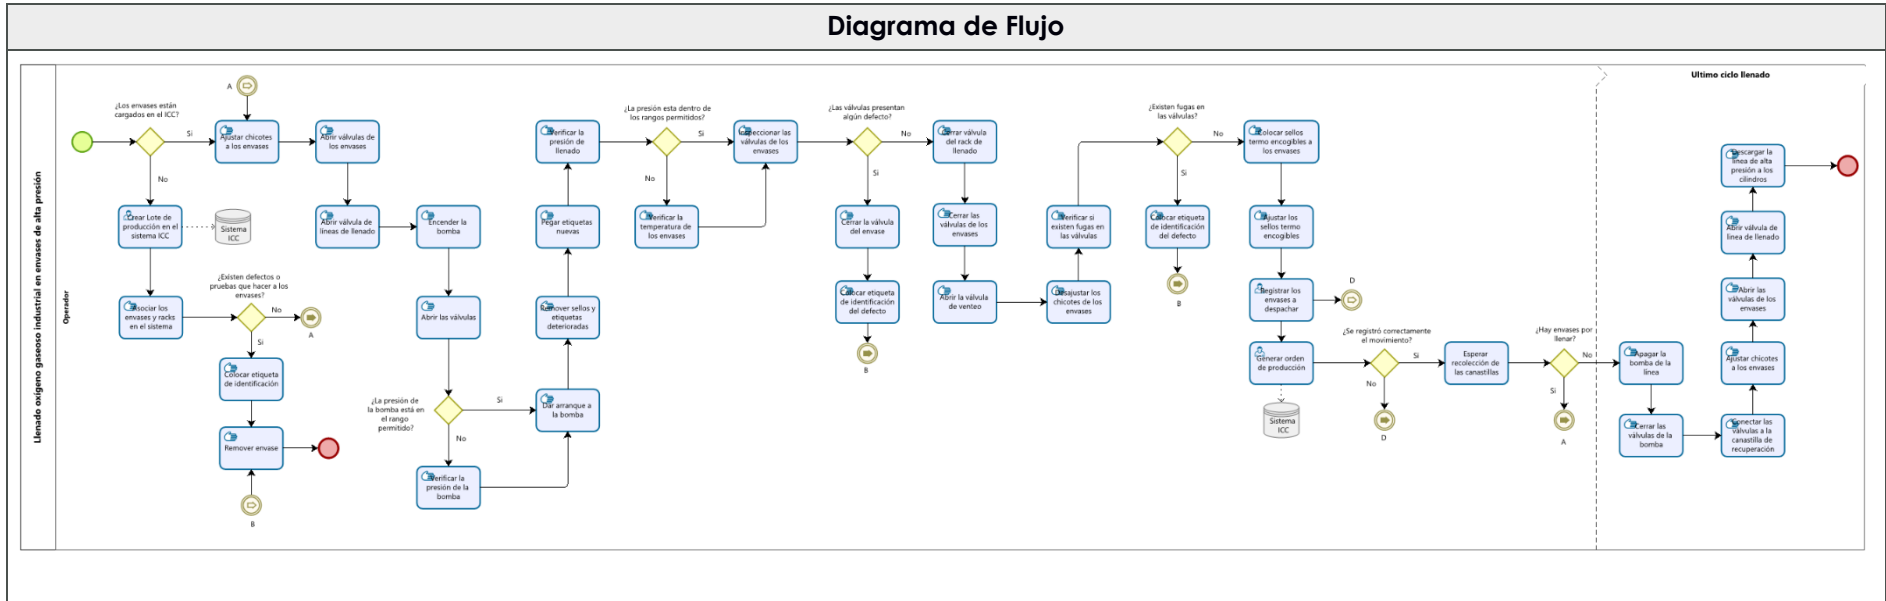 Diagrama de Flujo
Llenado oxigeno gaseoso industrial en envases de alta presión
Operador
Ultimo ciclo llenado
¿Los envases están
cargados en el ICC?
Si
No
A
Ajustar chicotes
a los envases
Abrir válvulas de
los envases
Crear Lote de
producción en el
sistema ICC
Sistema
ICC
Abrir válvula de
líneas de llenado
Encender la
bomba
Asociar los
envases y racks
en el sistema
¿Existen defectos o
pruebas que hacer a los
envases?
No
A
Si
Colocar etiqueta
de identificación
Remover envase
B
Abrir las válvulas
¿La presión de
la bomba está en
el rango
permitido?
Si
No
Verificar la
presión de la
bomba
Dar arranque a
la bomba
Remover sellos y
etiquetas
deterioradas
Pegar etiquetas
nuevas
Verificar la
presión de
llenado
¿La presión esta dentro de
los rangos permitidos?
Si
No
Verificar la
temperatura de
los envases
Inspeccionar las
válvulas de los
envases
¿Las válvulas presentan
algún defecto?
No
Si
Cerrar la válvula
del envase
Colocar etiqueta
de identificación
del defecto
B
Cerrar válvula
del rack de
llenado
Cerrar las
válvulas de los
envases
Abrir la válvula
de venteo
Desajustar los
chicotes de los
envases
Verificar si
existen fugas en
las válvulas
¿Existen fugas en
las válvulas?
No
Si
Colocar etiqueta
de identificación
del defecto
B
Colocar sellos
termo encogibles a
los envases
Ajustar los
sellos termo
encogibles
Registrar los
envases a
despachar
D
Generar orden
de producción
Sistema
ICC
¿Se registró correctamente
el movimiento?
Si
No
D
Esperar
recolección de
las canastillas
¿Hay envases por
llenar?
No
Si
A
Apagar la
bomba de la
línea
Cerrar las
válvulas de la
bomba
Conectar las
válvulas a la
canastilla de
recuperación
Ajustar chicotes
a los envases
Abrir las
válvulas de los
envases
Abrir válvula de
linea de llenado
Descargar la
línea de alta
presión a los
cilindros